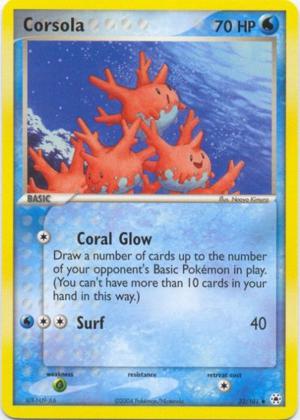 Corsola
70 HP
Illus. Naoyo Kimura
BASIC
Coral Glow
Draw a number of cards up to the number
of your opponent's Basic Pokémon in play.
(You can't have more than 10 cards in your
hand in this way.)
Surf 40
weakness resistance retreat cost
©2004 Pokémon/Nintendo